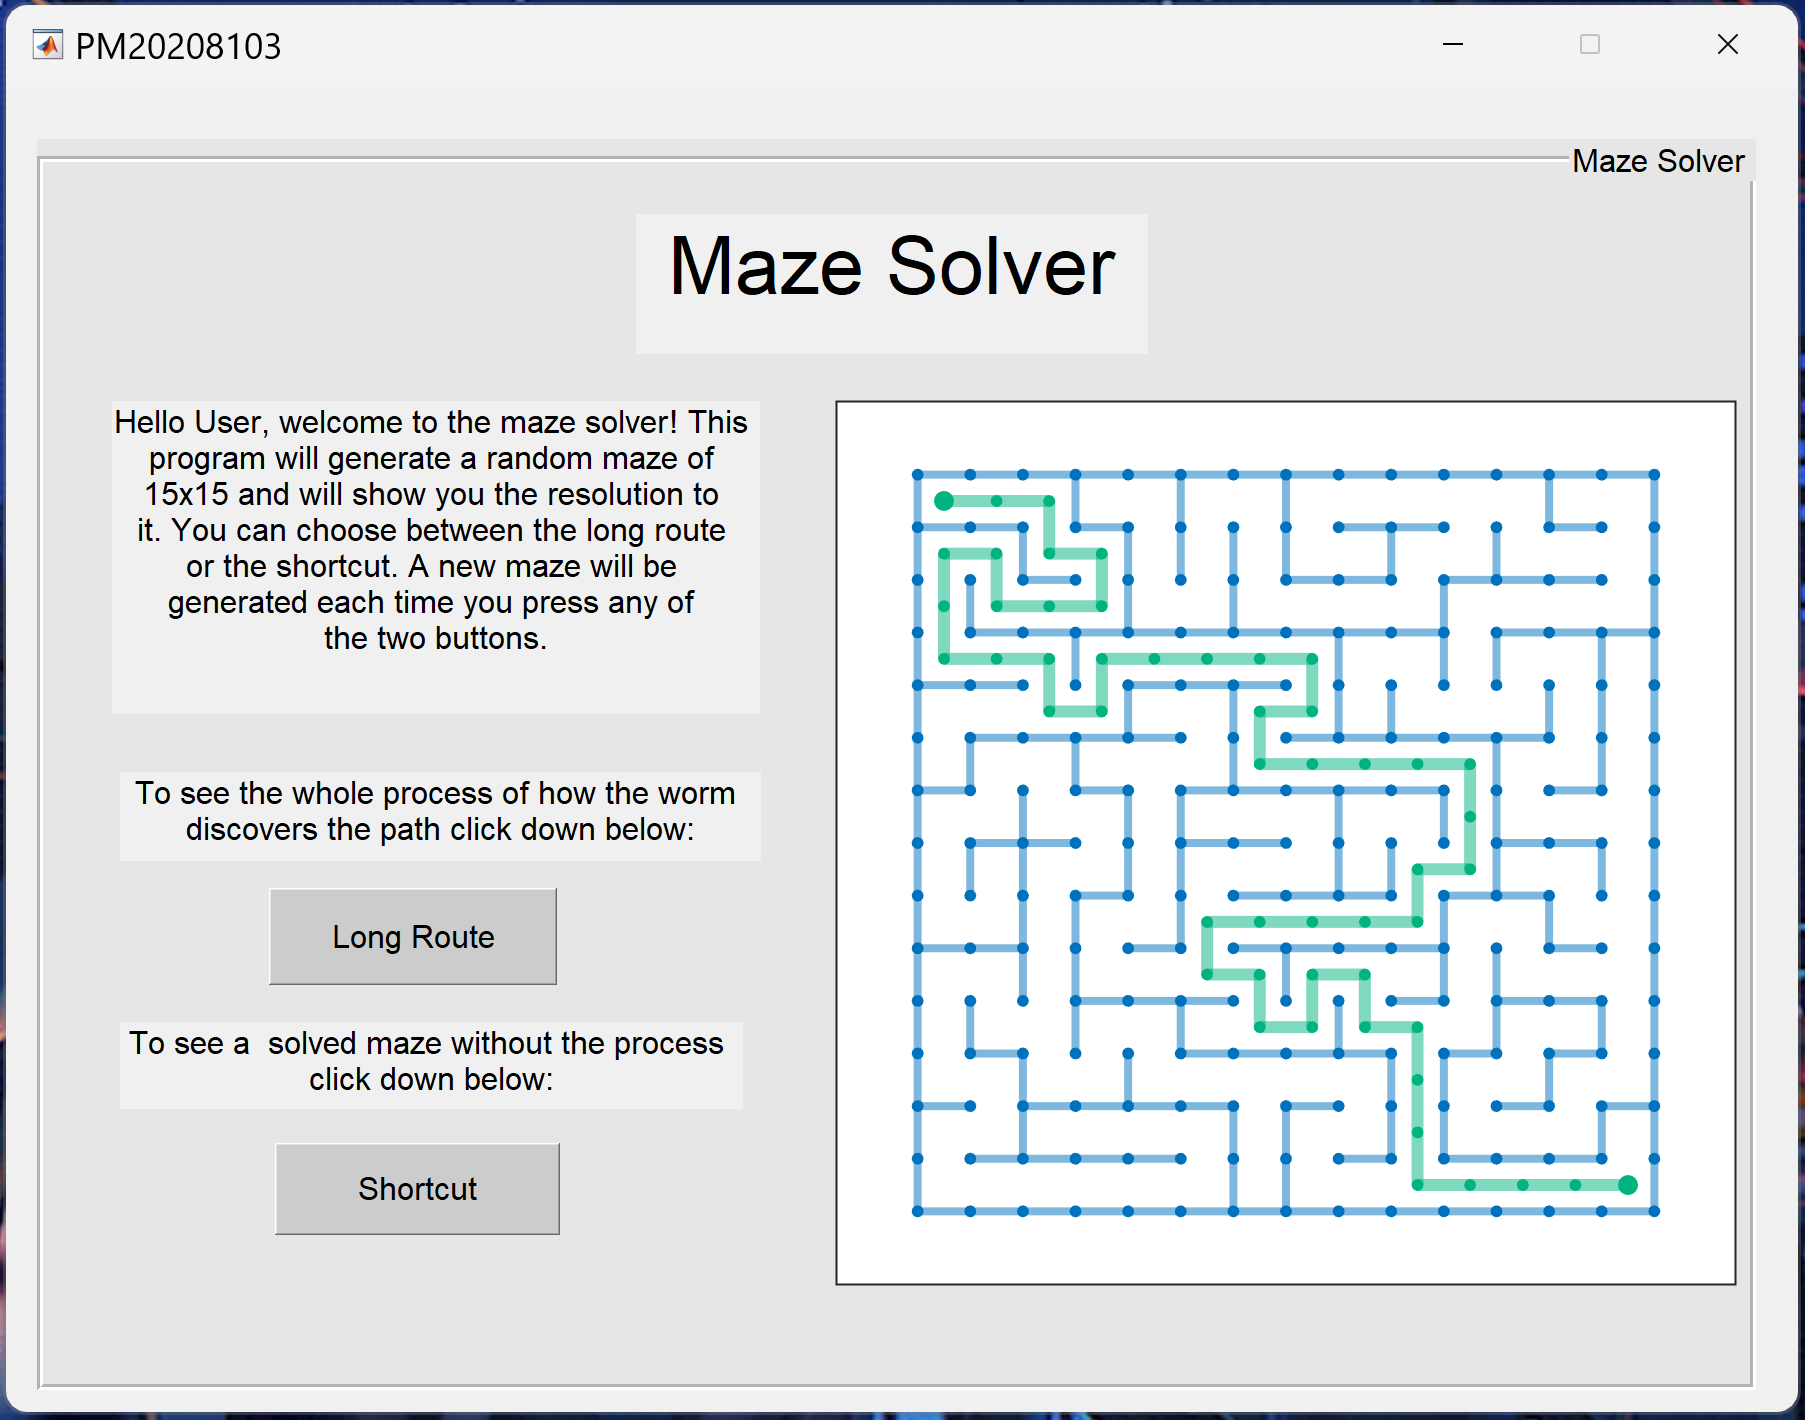 PM20208103
Maze Solver
Maze Solver
Hello User, welcome to the maze solver! This
program will generate a random maze of
15x15 and will show you the resolution to
it. You can choose between the long route
or the shortcut. A new maze will be
generated each time you press any of
the two buttons.
To see the whole process of how the worm
discovers the path click down below:
Long Route
To see a  solved maze without the process
click down below:
Shortcut